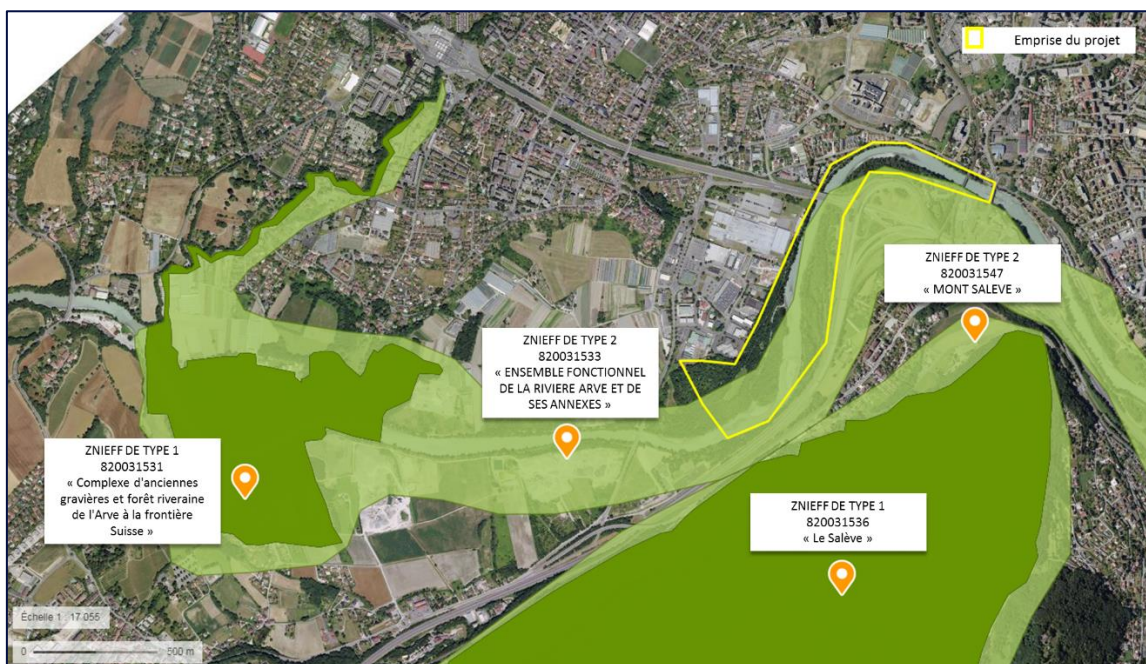 Emprise du projet
ZNIEFF DE TYPE 2
820031547
« MONT SALEVE »
ZNIEFF DE TYPE 2
820031533
« ENSEMBLE FONCTIONNEL
DE LA RIVIERE ARVE ET DE
SES ANNEXES »
ZNIEFF DE TYPE 1
820031531
« Complexe d'anciennes
gravières et forêt riveraine
de l'Arve à la frontière
Suisse »
ZNIEFF DE TYPE 1
820031536
« Le Salève »
Échelle 1 : 17 055
0 500 m